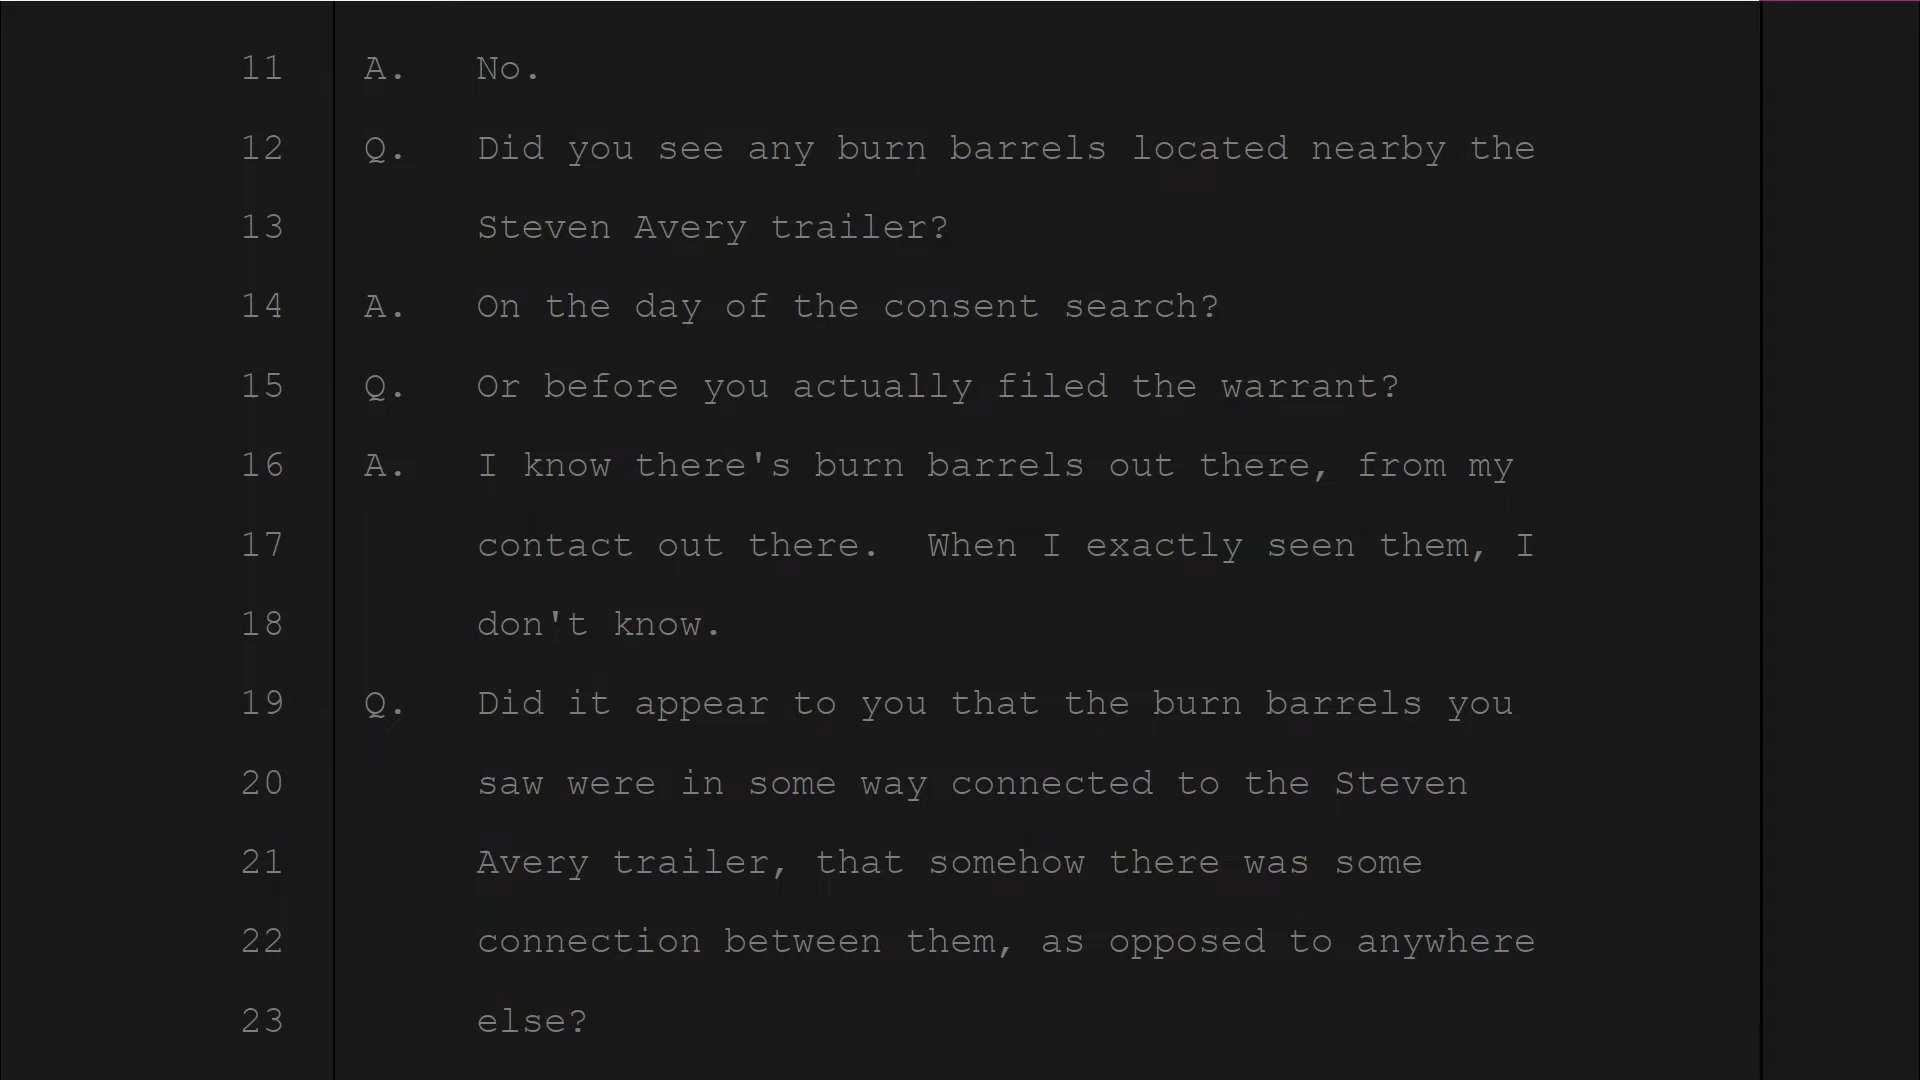 11 A. No.
12 Q. Did you see any burn barrels located nearby the
13 Steven Avery trailer?
14 A. On the day of the consent search?
15 Q. Or before you actually filed the warrant?
16 A. I know there's burn barrels out there, from my
17 contact out there. When I exactly seen them, I
18 don't know.
19 Q. Did it appear to you that the burn barrels you
20 saw were in some way connected to the Steven
21 Avery trailer, that somehow there was some
22 connection between them, as opposed to anywhere
23 else?